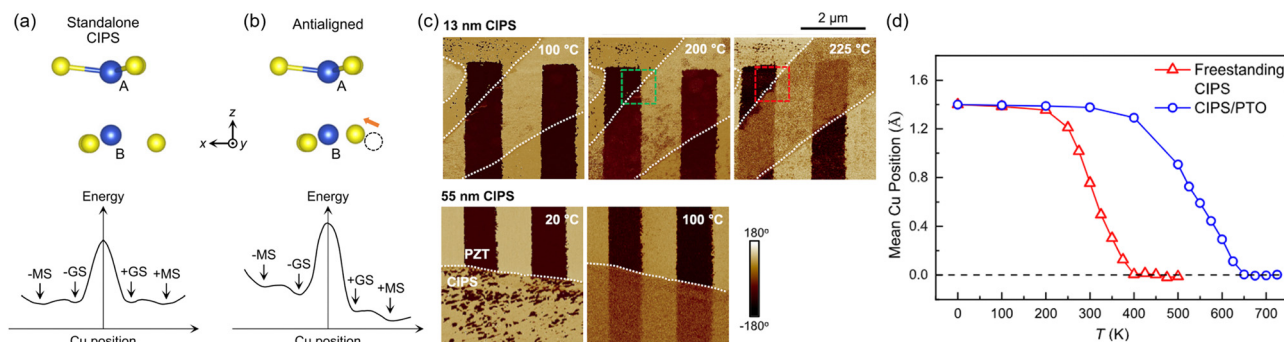 (a)
Standalone
CIPS
A
B
z
x
y
Energy
-MS
-GS
+GS
+MS
Cu position
(b)
Antialigned
A
B
Energy
-MS
-GS
+GS
+MS
Cu position
(c)
13 nm CIPS
2 µm
100 °C
200 °C
225 °C
55 nm CIPS
20 °C
100 °C
PZT
CIPS
180º
-180º
(d)
Mean Cu Position (Å)
1.6
1.2
0.8
0.4
0.0
Freestanding
CIPS
CIPS/PTO
0 100 200 300 400 500 600 700
T (K)